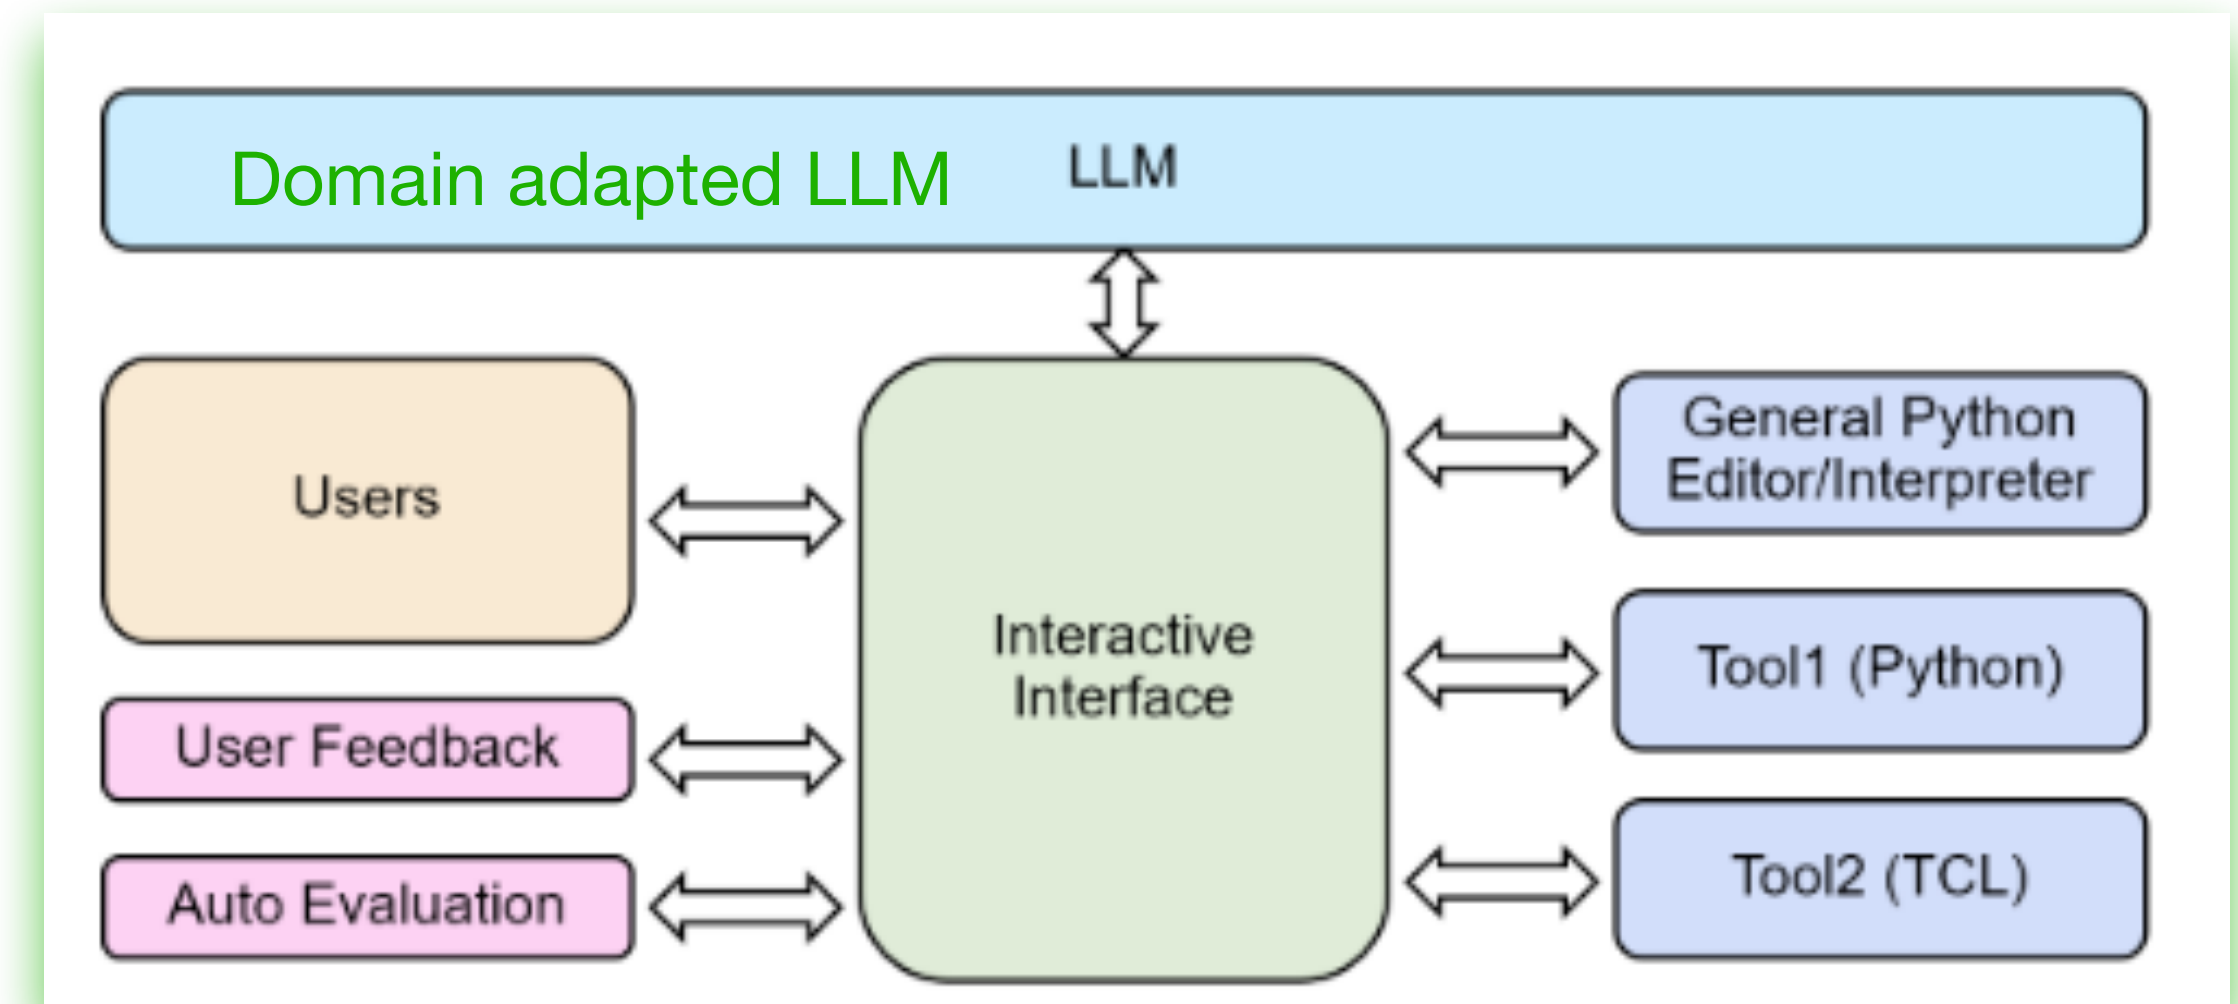 Domain adapted LLM
LLM
Users
User Feedback
Auto Evaluation
Interactive
Interface
General Python
Editor/Interpreter
Tool1 (Python)
Tool2 (TCL)